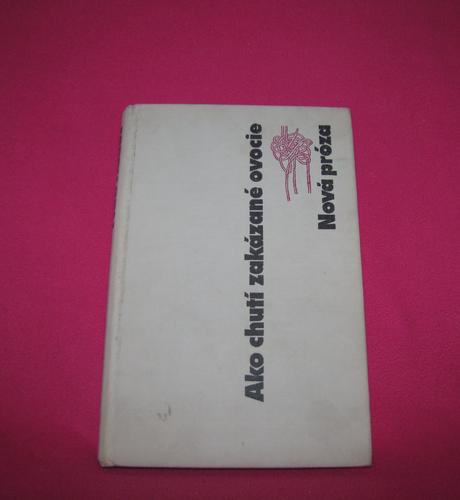 Ako chutí zakázané ovocie
Nová próza